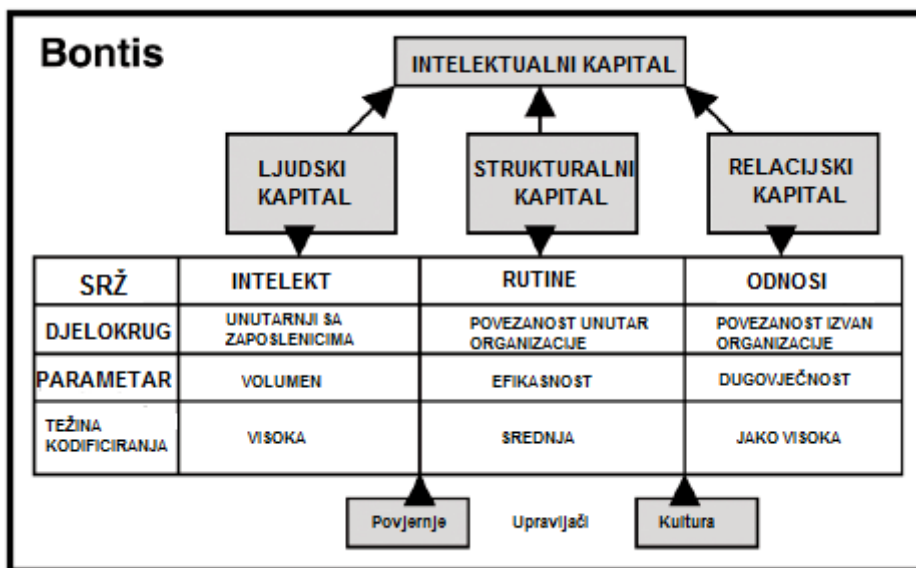 Bontis
INTELEKTUALNI KAPITAL
LJUDSKI
KAPITAL
STRUKTURALNI
KAPITAL
RELACIJSKI
KAPITAL
SRŽ INTELEKT RUTINE ODNOSI
DJELOKRUG
UNUTARNJI SA
ZAPOSLENICIMA
POVEZANOST UNUTAR
ORGANIZACIJE
POVEZANOST IZVAN
ORGANIZACIJE
PARAMETAR VOLUMEN EFIKASNOST DUGOVJEČNOST
TEŽINA
KODIFICIRANJA
VISOKA SREDNJA JAKO VISOKA
Povjernje Upravijači Kultura